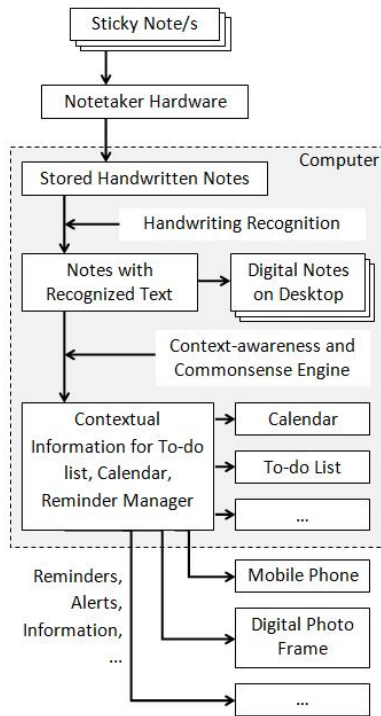 Sticky Note/s
Notetaker Hardware
Computer
Stored Handwritten Notes
Handwriting Recognition
Notes with
Recognized Text
Digital Notes
on Desktop
Context-awareness and
Commonsense Engine
Contextual
Information for To-do
list, Calendar,
Reminder Manager
Calendar
To-do List
...
Reminders,
Alerts,
Information,
...
Mobile Phone
Digital Photo
Frame
...